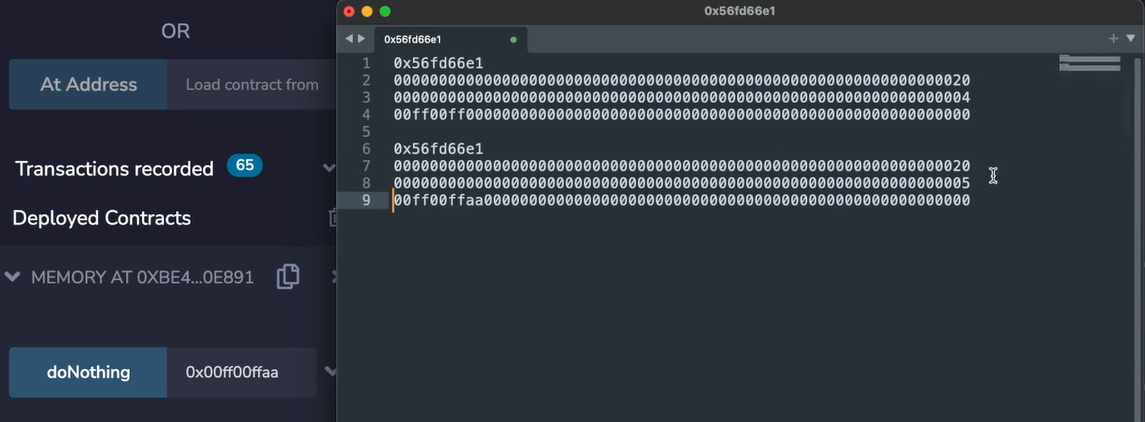 OR
At Address
Load contract from
Transactions recorded 65
Deployed Contracts
MEMORY AT 0XBE4...0E891
doNothing
0x00ff00ffaa
0x56fd66e1
0x56fd66e1
1 0x56fd66e1
2 0000000000000000000000000000000000000000000000000000000000000020
3 0000000000000000000000000000000000000000000000000000000000000004
4 00ff00ff00000000000000000000000000000000000000000000000000000000
5
6 0x56fd66e1
7 0000000000000000000000000000000000000000000000000000000000000020
8 0000000000000000000000000000000000000000000000000000000000000005
9 00ff00ffaa000000000000000000000000000000000000000000000000000000